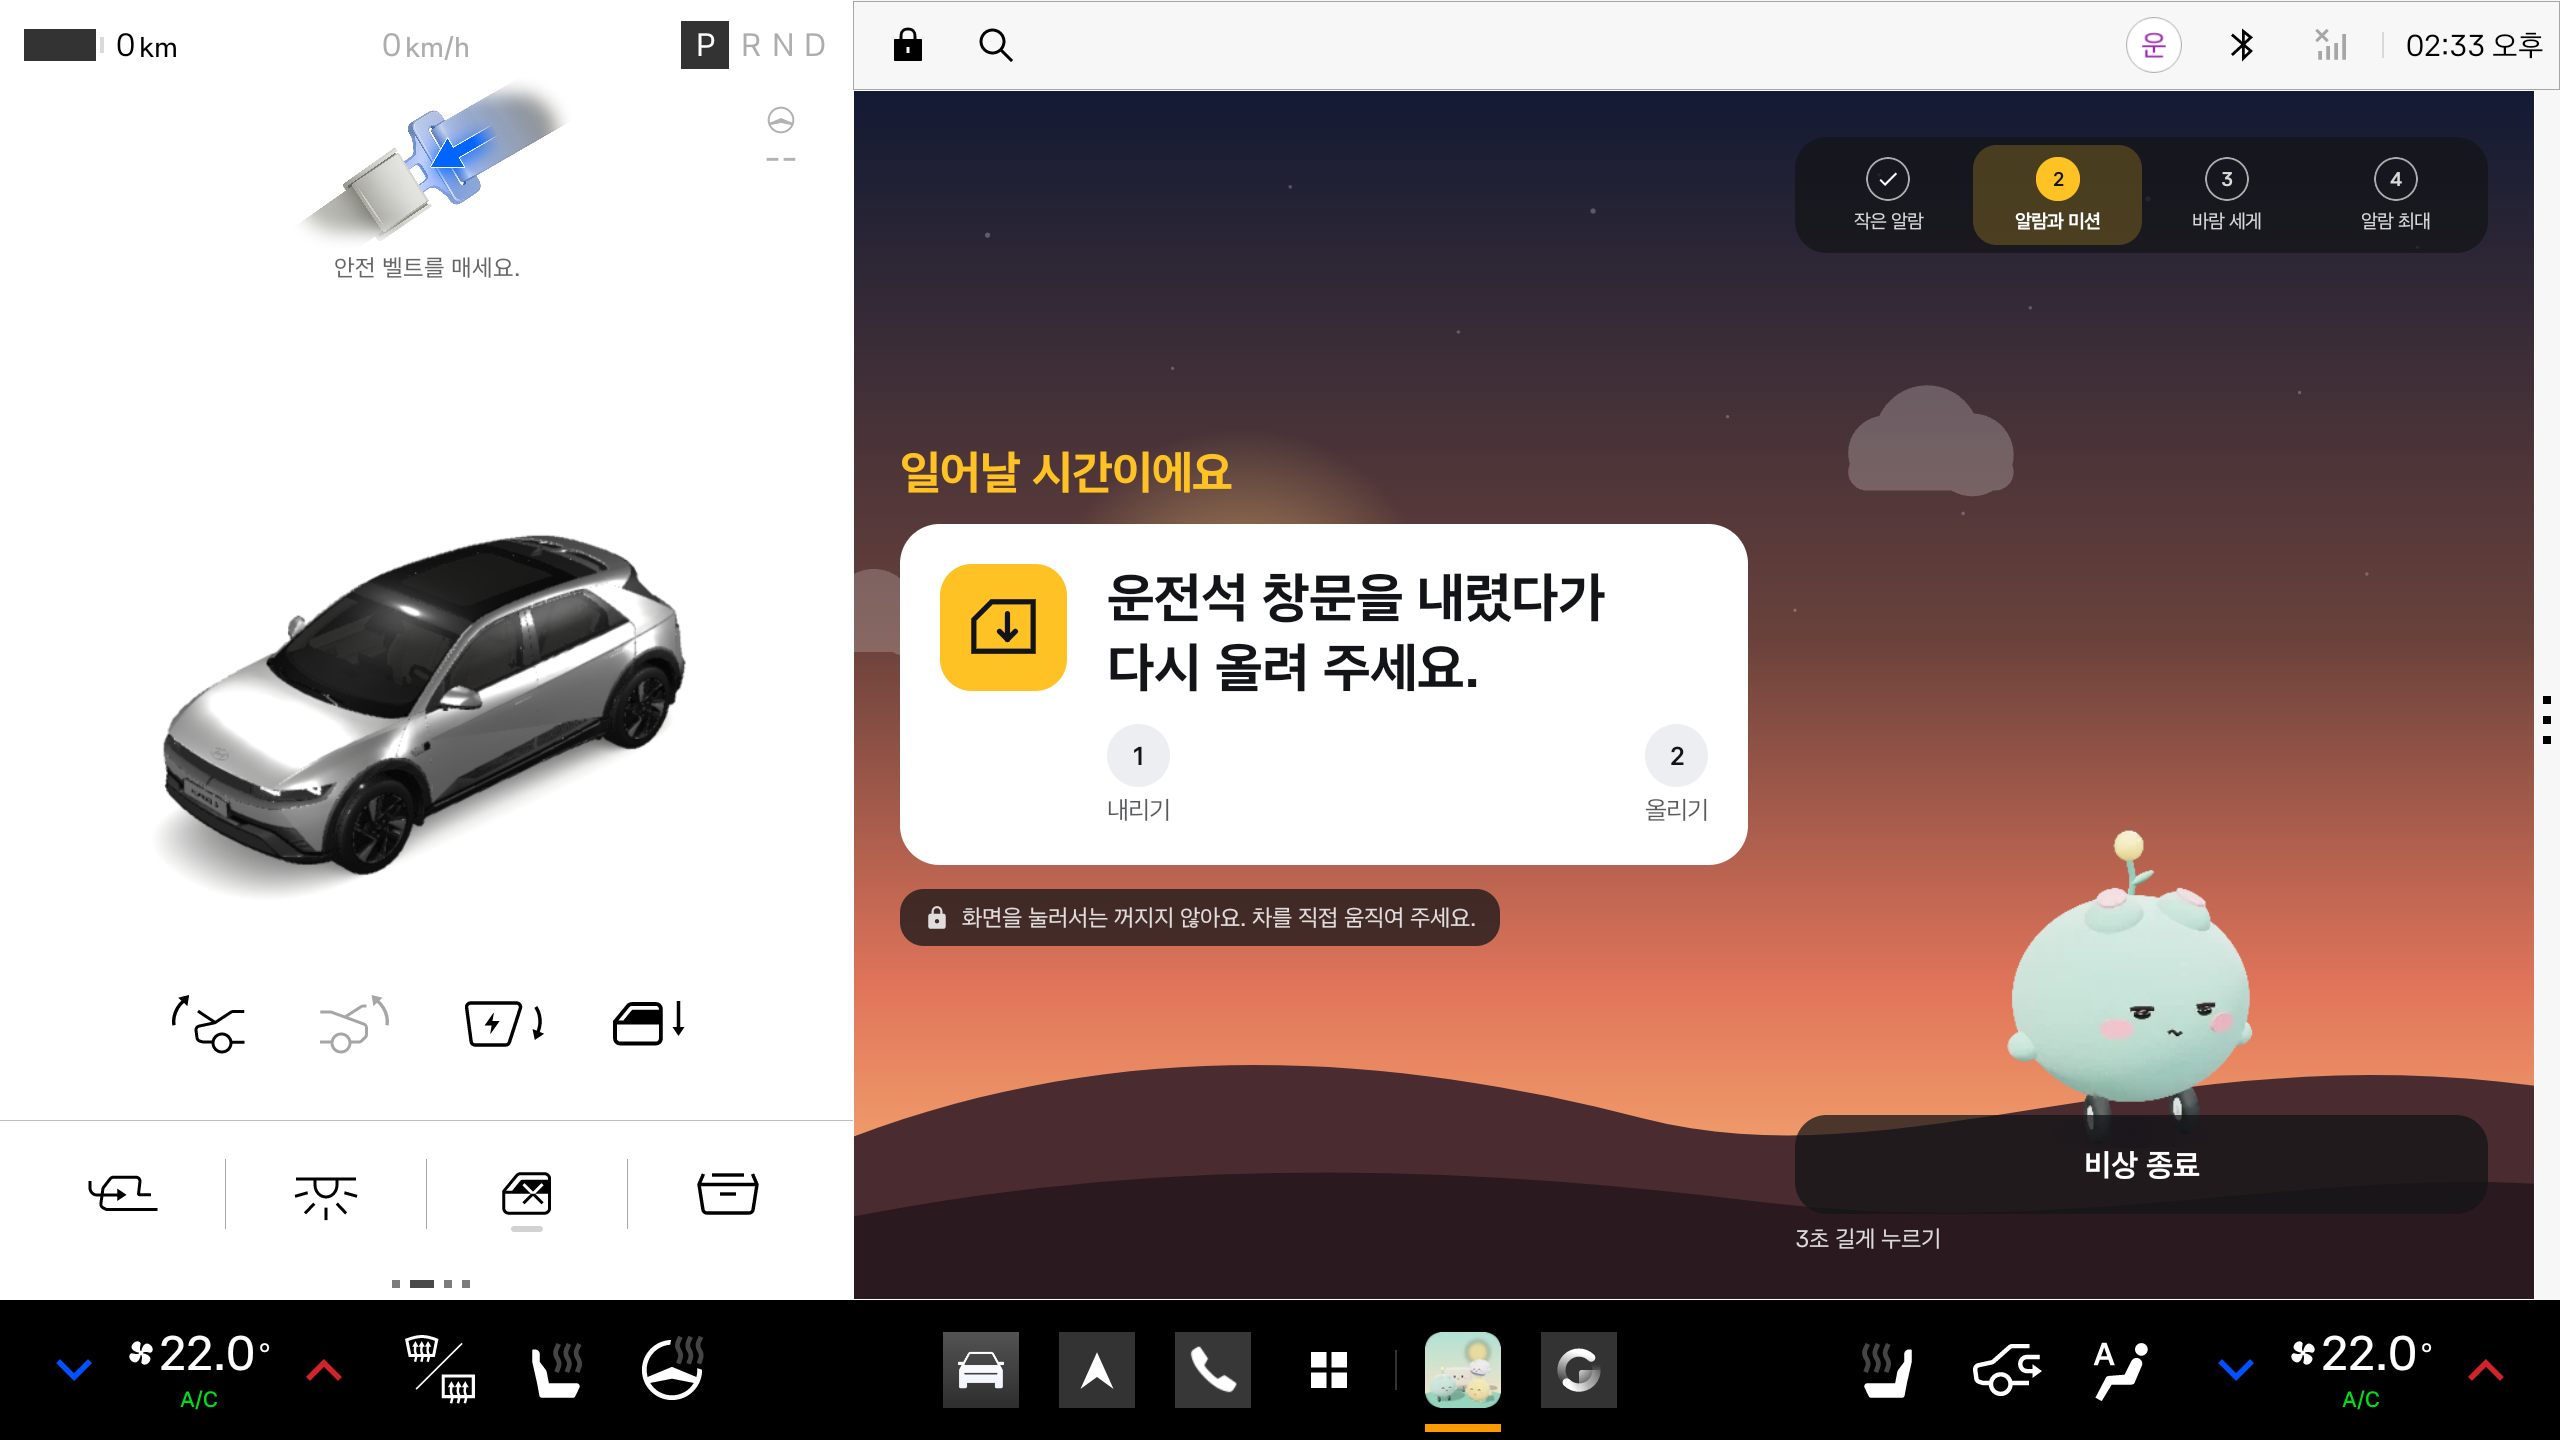 0 km
0 km/h
P R N D
운
02:33 오후
안전 벨트를 매세요.
작은 알람
2
알람과 미션
3
바람 세게
4
알람 최대
일어날 시간이에요
운전석 창문을 내렸다가
다시 올려 주세요.
1
내리기
2
올리기
화면을 눌러서는 꺼지지 않아요. 차를 직접 움직여 주세요.
비상 종료
3초 길게 누르기
22.0°
A/C
A
22.0°
A/C